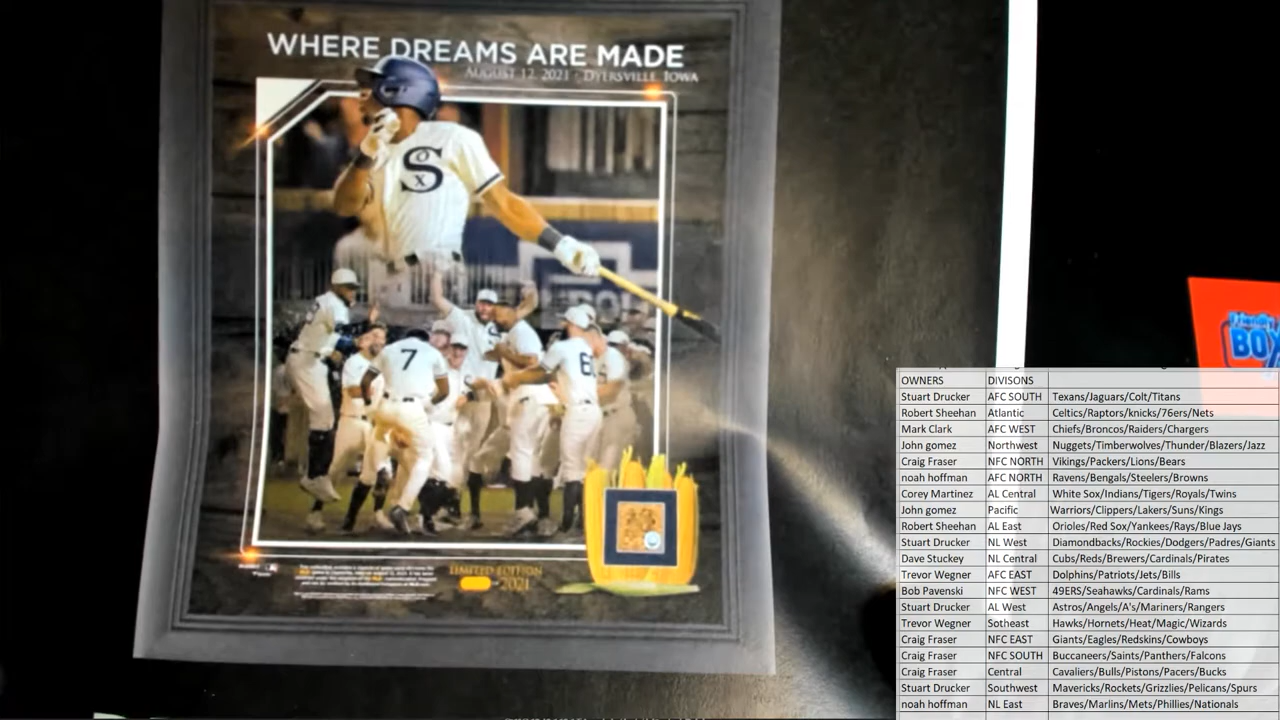 WHERE DREAMS ARE MADE
AUGUST 12, 2021 - DYERSVILLE, IOWA
S
x
7
6
LIMITED EDITION
2021
BOX
OWNERS DIVISONS
Stuart Drucker AFC SOUTH Texans/Jaguars/Colt/Titans
Robert Sheehan Atlantic Celtics/Raptors/knicks/76ers/Nets
Mark Clark AFC WEST Chiefs/Broncos/Raiders/Chargers
John gomez Northwest Nuggets/Timberwolves/Thunder/Blazers/Jazz
Craig Fraser NFC NORTH Vikings/Packers/Lions/Bears
noah hoffman AFC NORTH Ravens/Bengals/Steelers/Browns
Corey Martinez AL Central White Sox/Indians/Tigers/Royals/Twins
John gomez Pacific Warriors/Clippers/Lakers/Suns/Kings
Robert Sheehan AL East Orioles/Red Sox/Yankees/Rays/Blue Jays
Stuart Drucker NL West Diamondbacks/Rockies/Dodgers/Padres/Giants
Dave Stuckey NL Central Cubs/Reds/Brewers/Cardinals/Pirates
Trevor Wegner AFC EAST Dolphins/Patriots/Jets/Bills
Bob Pavenski NFC WEST 49ERS/Seahawks/Cardinals/Rams
Stuart Drucker AL West Astros/Angels/A's/Mariners/Rangers
Trevor Wegner Sotheast Hawks/Hornets/Heat/Magic/Wizards
Craig Fraser NFC EAST Giants/Eagles/Redskins/Cowboys
Craig Fraser NFC SOUTH Buccaneers/Saints/Panthers/Falcons
Craig Fraser Central Cavaliers/Bulls/Pistons/Pacers/Bucks
Stuart Drucker Southwest Mavericks/Rockets/Grizzlies/Pelicans/Spurs
noah hoffman NL East Braves/Marlins/Mets/Phillies/Nationals